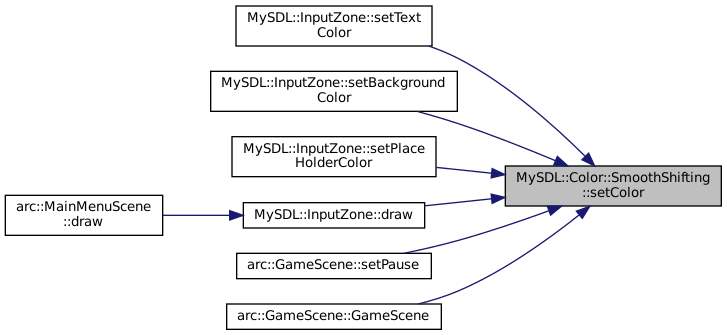 MySDL::InputZone::setText
Color
MySDL::InputZone::setBackground
Color
MySDL::InputZone::setPlace
HolderColor
MySDL::Color::SmoothShifting
::setColor
arc::MainMenuScene
::draw
MySDL::InputZone::draw
arc::GameScene::setPause
arc::GameScene::GameScene